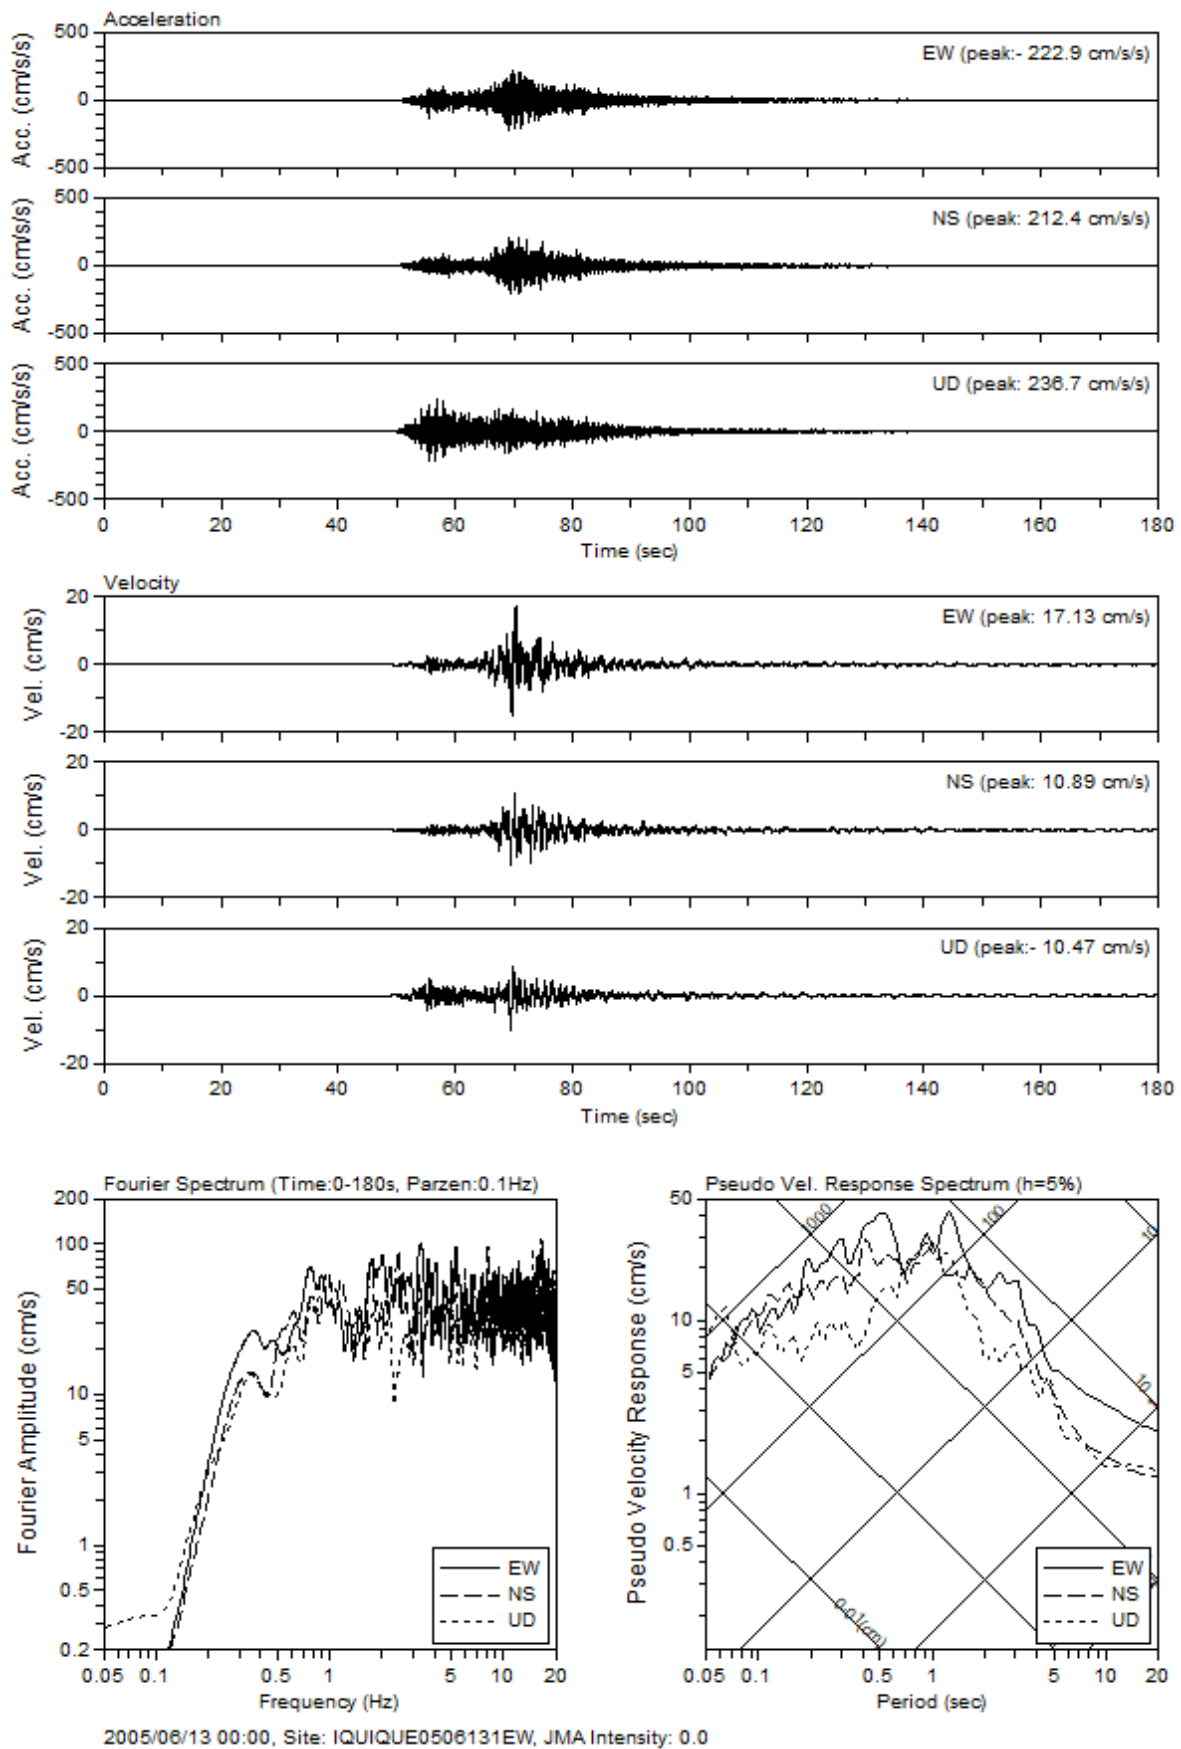 Acceleration
500
0
-500
Acc. (cm/s/s)
EW (peak:- 222.9 cm/s/s)
500
0
-500
Acc. (cm/s/s)
NS (peak: 212.4 cm/s/s)
500
0
-500
Acc. (cm/s/s)
UD (peak: 236.7 cm/s/s)
0 20 40 60 80 100 120 140 160 180
Time (sec)
Velocity
20
0
-20
Vel. (cm/s)
EW (peak: 17.13 cm/s)
20
0
-20
Vel. (cm/s)
NS (peak: 10.89 cm/s)
20
0
-20
Vel. (cm/s)
UD (peak:- 10.47 cm/s)
0 20 40 60 80 100 120 140 160 180
Time (sec)
Fourier Spectrum (Time:0-180s, Parzen:0.1Hz)
200
100
50
10
5
1
0.5
0.2
Fourier Amplitude (cm/s)
EW
NS
UD
0.05 0.1 0.5 1 5 10 20
Frequency (Hz)
Pseudo Vel. Response Spectrum (h=5%)
50
10
5
1
0.5
Pseudo Velocity Response (cm/s)
1000
100
10
10
0.01(cm)
EW
NS
UD
0.05 0.1 0.5 1 5 10 20
Period (sec)
2005/06/13 00:00, Site: IQUIQUE0506131EW, JMA Intensity: 0.0